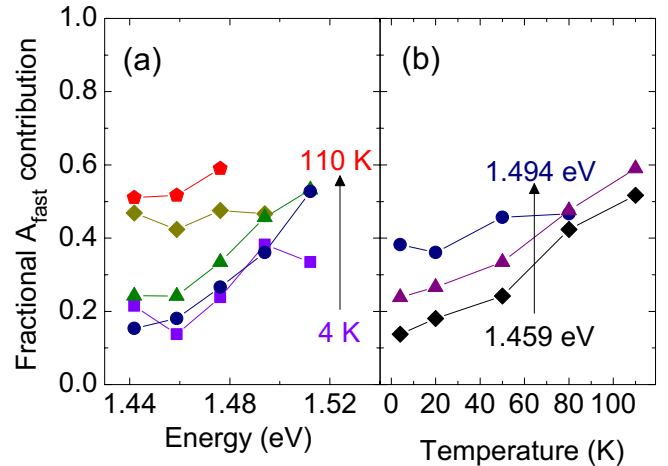 Fractional A_fast contribution
1.0
0.8
0.6
0.4
0.2
0.0
(a)
110 K
4 K
1.44
1.48
1.52
Energy (eV)
(b)
1.494 eV
1.459 eV
0
20
40
60
80
100
Temperature (K)